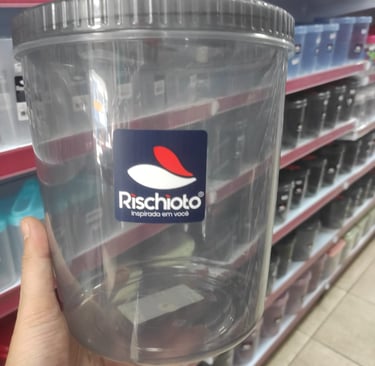 Rischioto®
Inspirada em você